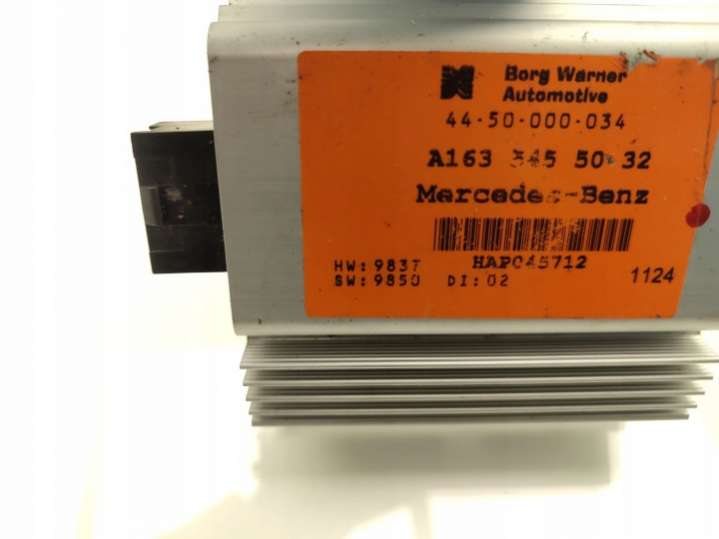 Borg Warner
Automotive
44-50-000-034
A163 545 50 32
Mercedes-Benz
HAP045712
HW: 9837
SW: 9850 DI: 02
1124